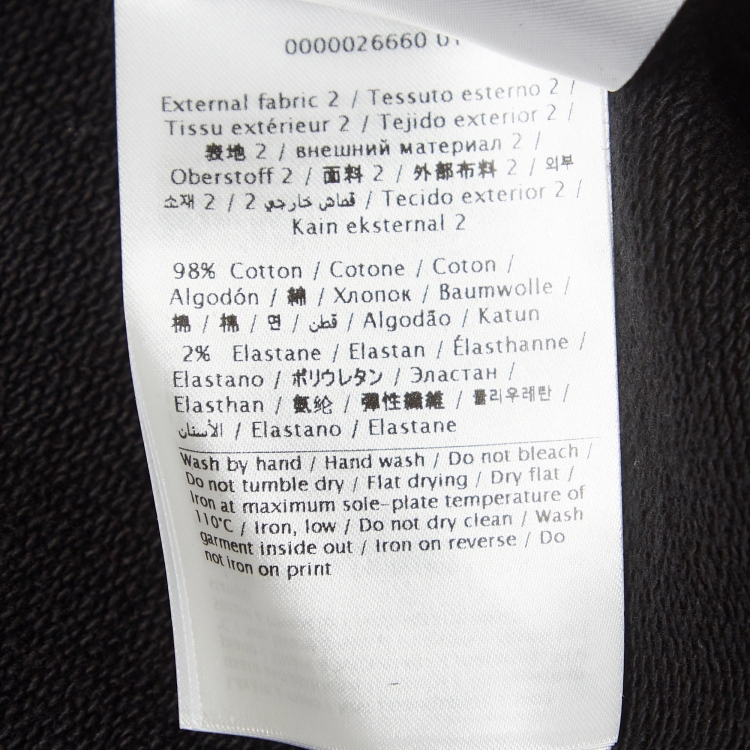 0000026660 01
External fabric 2 / Tessuto esterno 2 /
Tissu extérieur 2 / Tejido exterior 2 /
表地 2 / внешний материал 2 /
Oberstoff 2 / 面料 2 / 外部布料 2 / 외부
소재 2 / قماش خارجي 2 / Tecido exterior 2 /
Kain eksternal 2
98% Cotton / Cotone / Coton /
Algodón / 綿 / Хлопок / Baumwolle /
棉 / 棉 / 면 / قطن / Algodão / Katun
2% Elastane / Elastan / Élasthanne /
Elastano / ポリウレタン / Эластан /
Elasthan / 氨纶 / 彈性纖維 / 폴리우레탄 /
الأستان / Elastano / Elastane
Wash by hand / Hand wash / Do not bleach /
Do not tumble dry / Flat drying / Dry flat /
Iron at maximum sole-plate temperature of
110°C / Iron, low / Do not dry clean / Wash
garment inside out / Iron on reverse / Do
not iron on print